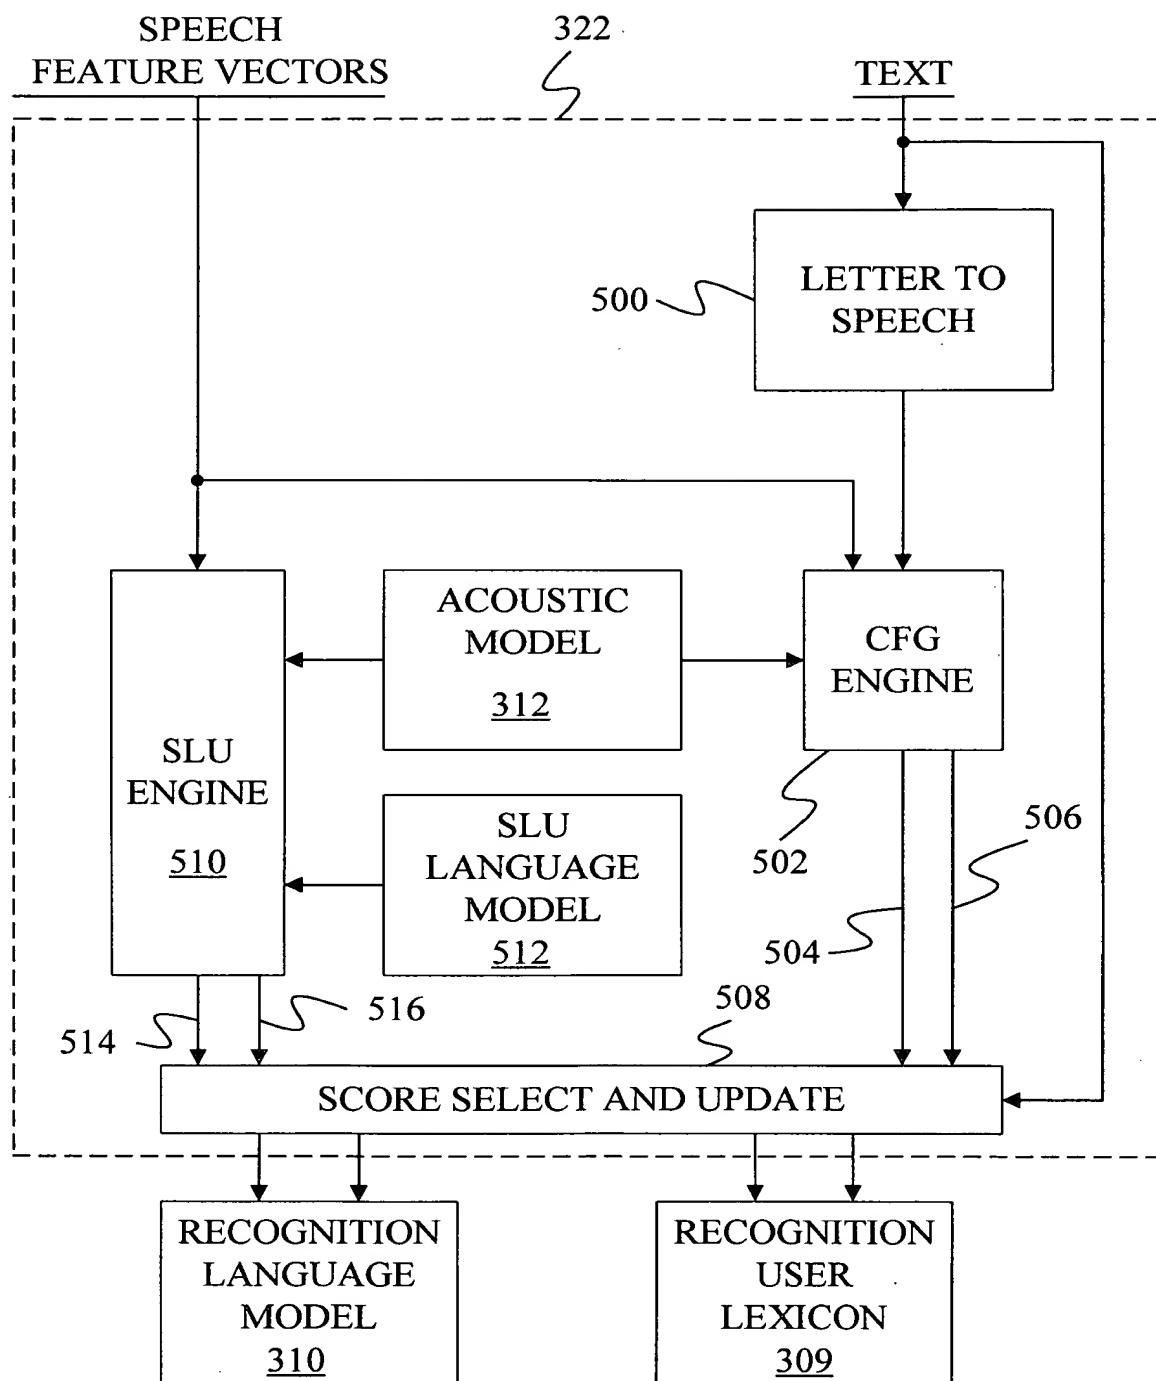 SPEECH
FEATURE VECTORS
322
TEXT
LETTER TO
SPEECH
500
ACOUSTIC
MODEL
312
CFG
ENGINE
SLU
ENGINE
510
SLU
LANGUAGE
MODEL
512
502
506
504
514
516
508
SCORE SELECT AND UPDATE
RECOGNITION
LANGUAGE
MODEL
310
RECOGNITION
USER
LEXICON
309